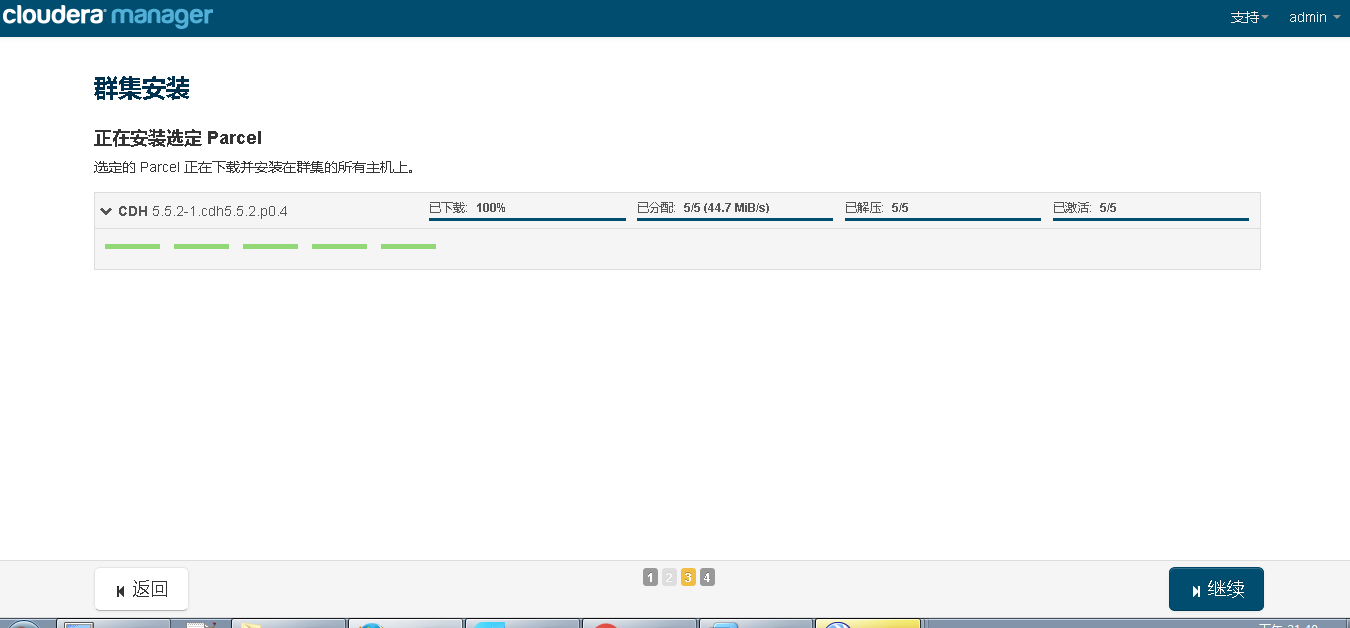 cloudera manager 支持 admin
群集安装
正在安装选定 Parcel
选定的 Parcel 正在下载并安装在群集的所有主机上。
CDH 5.5.2-1.cdh5.5.2.p0.4 已下载: 100% 已分配: 5/5 (44.7 MiB/s) 已解压: 5/5 已激活: 5/5
返回 1 2 3 4 继续